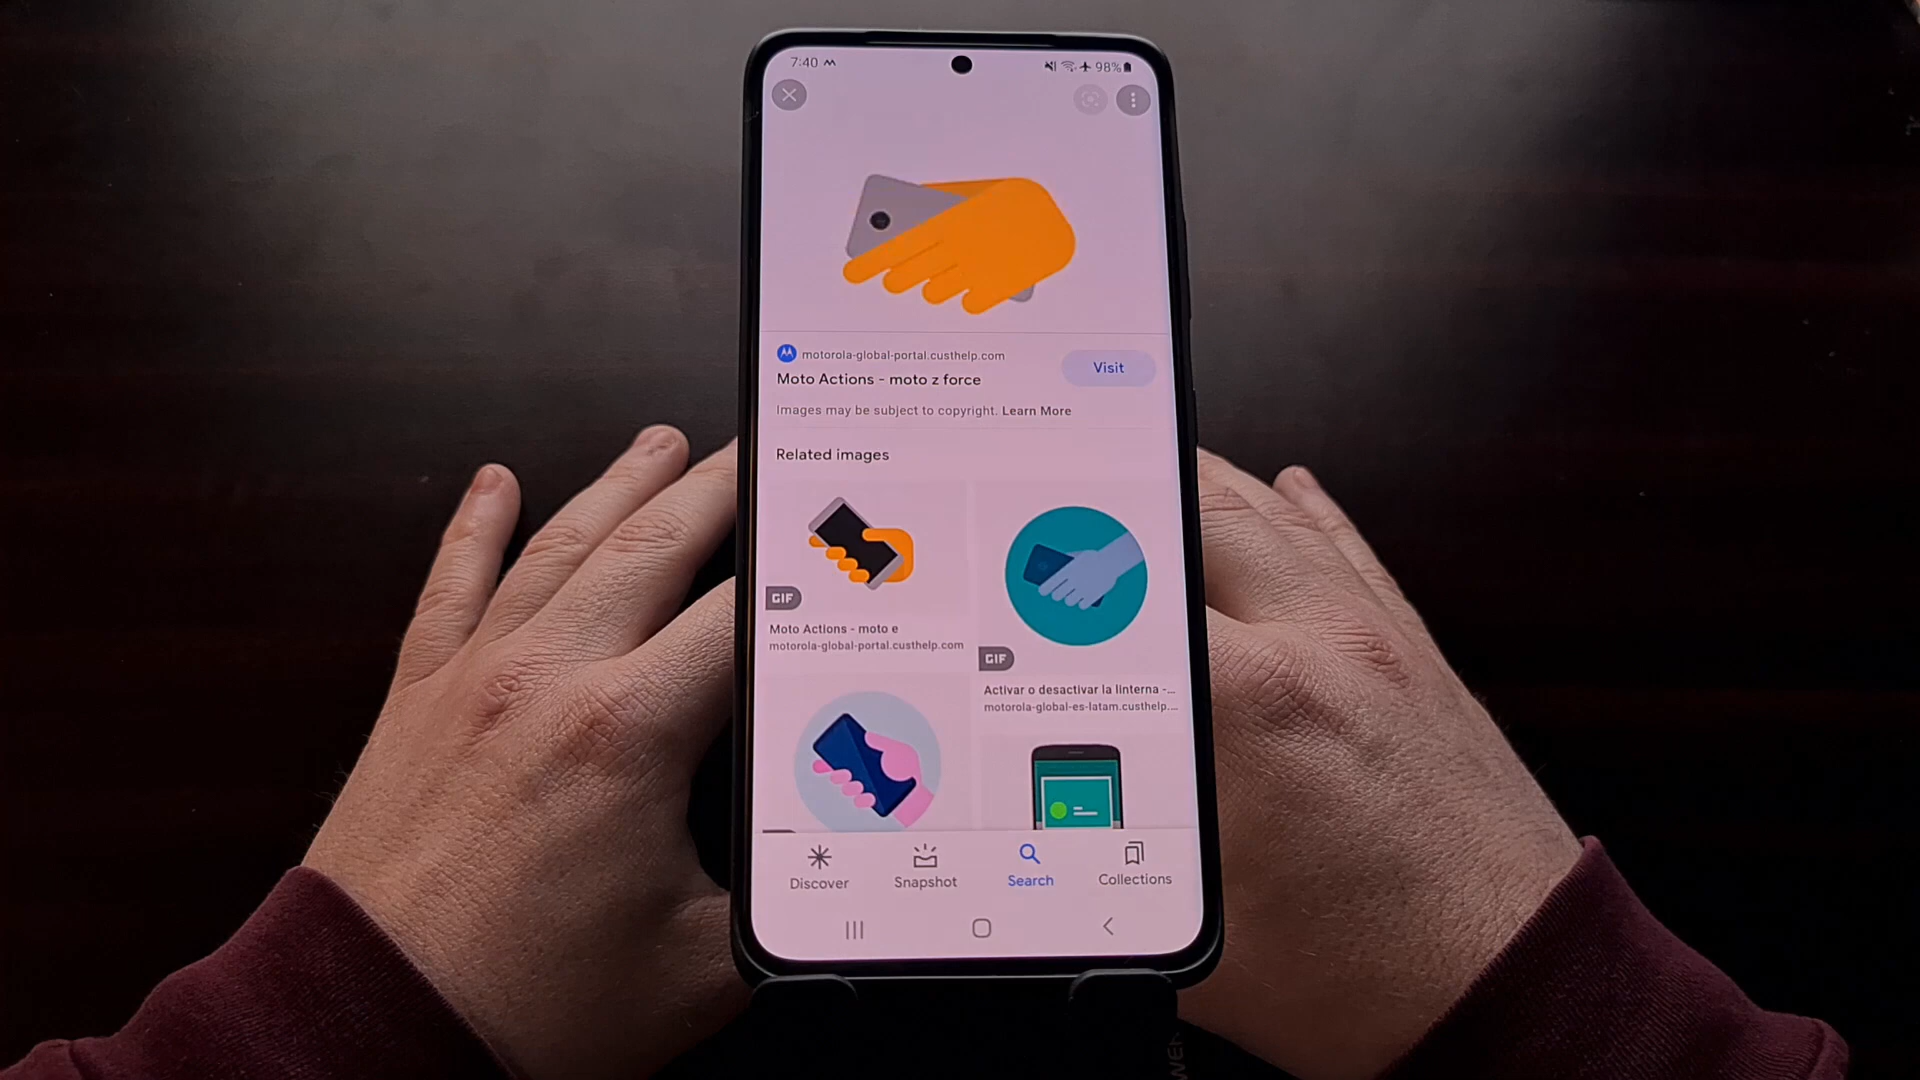 7:40
98%
motorola-global-portal.custhelp.com
Visit
Moto Actions - moto z force
Images may be subject to copyright. Learn More
Related images
GIF
Moto Actions - moto e
motorola-global-portal.custhelp.com
GIF
Activar o desactivar la linterna -...
motorola-global-es-latam.custhelp....
Discover
Snapshot
Search
Collections